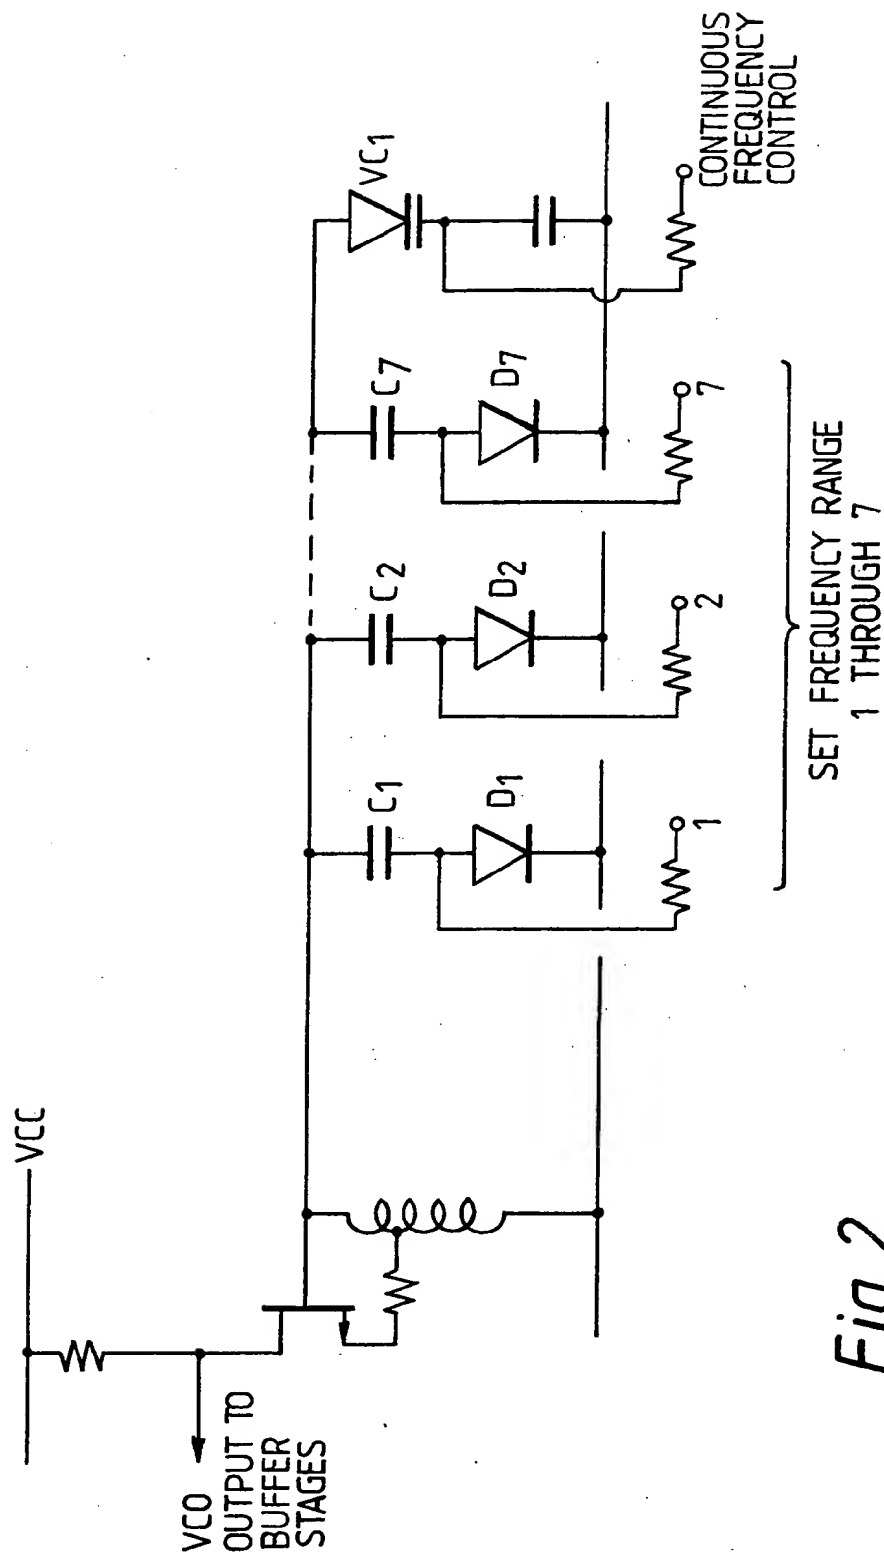 VCC
VCO
OUTPUT TO
BUFFER
STAGES
C1
D1
1
C2
D2
2
C7
D7
7
VC1
CONTINUOUS
FREQUENCY
CONTROL
SET FREQUENCY RANGE
1 THROUGH 7
Fig. 2